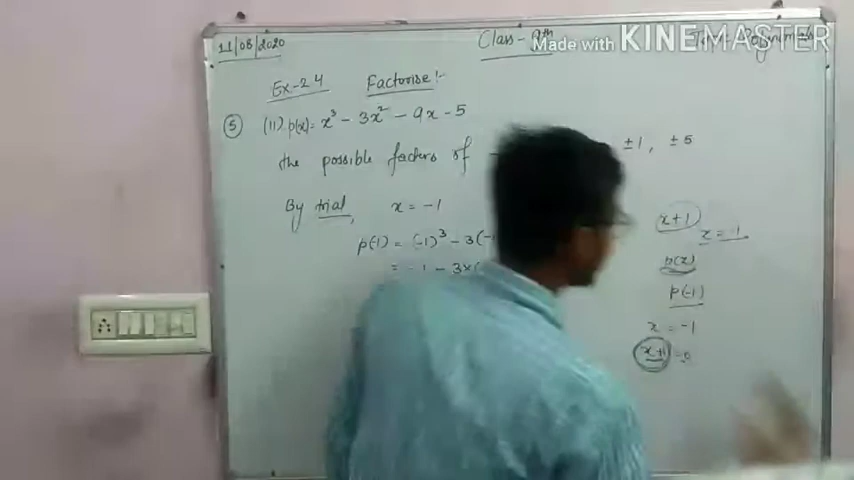 11/08/2020
Class - 9th
Made with KINEMASTER
Polynomials
Ex-2.4 Factorise :-
5 (ii) p(x) = x³ - 3x² - 9x - 5
the possible factors of ±1, ±5
By trial, x = -1
p(-1) = (-1)³ - 3(-1
= -1 - 3×(
x+1
x = -1
p(x)
p(-1)
x = -1
x+1 = 0